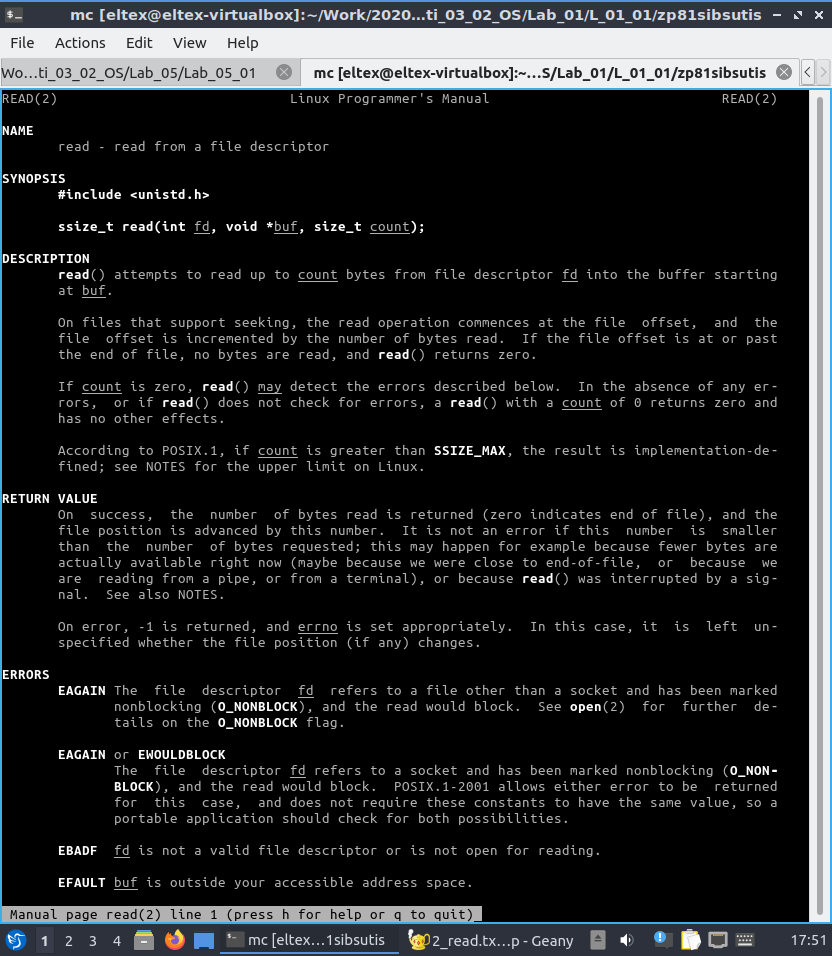 mc [eltex@eltex-virtualbox]:~/Work/2020...ti_03_02_OS/Lab_01/L_01_01/zp81sibsutis
File Actions Edit View Help
Wo...ti_03_02_OS/Lab_05/Lab_05_01 mc [eltex@eltex-virtualbox]:~...S/Lab_01/L_01_01/zp81sibsutis
READ(2) Linux Programmer's Manual READ(2)
NAME
read - read from a file descriptor
SYNOPSIS
#include <unistd.h>
ssize_t read(int fd, void *buf, size_t count);
DESCRIPTION
read() attempts to read up to count bytes from file descriptor fd into the buffer starting
at buf.
On files that support seeking, the read operation commences at the file offset, and the
file offset is incremented by the number of bytes read. If the file offset is at or past
the end of file, no bytes are read, and read() returns zero.
If count is zero, read() may detect the errors described below. In the absence of any er-
rors, or if read() does not check for errors, a read() with a count of 0 returns zero and
has no other effects.
According to POSIX.1, if count is greater than SSIZE_MAX, the result is implementation-de-
fined; see NOTES for the upper limit on Linux.
RETURN VALUE
On success, the number of bytes read is returned (zero indicates end of file), and the
file position is advanced by this number. It is not an error if this number is smaller
than the number of bytes requested; this may happen for example because fewer bytes are
actually available right now (maybe because we were close to end-of-file, or because we
are reading from a pipe, or from a terminal), or because read() was interrupted by a sig-
nal. See also NOTES.
On error, -1 is returned, and errno is set appropriately. In this case, it is left un-
specified whether the file position (if any) changes.
ERRORS
EAGAIN The file descriptor fd refers to a file other than a socket and has been marked
nonblocking (O_NONBLOCK), and the read would block. See open(2) for further de-
tails on the O_NONBLOCK flag.
EAGAIN or EWOULDBLOCK
The file descriptor fd refers to a socket and has been marked nonblocking (O_NON-
BLOCK), and the read would block. POSIX.1-2001 allows either error to be returned
for this case, and does not require these constants to have the same value, so a
portable application should check for both possibilities.
EBADF fd is not a valid file descriptor or is not open for reading.
EFAULT buf is outside your accessible address space.
Manual page read(2) line 1 (press h for help or q to quit)
1 2 3 4 mc [eltex...1sibsutis 2_read.tx...p - Geany 17:51